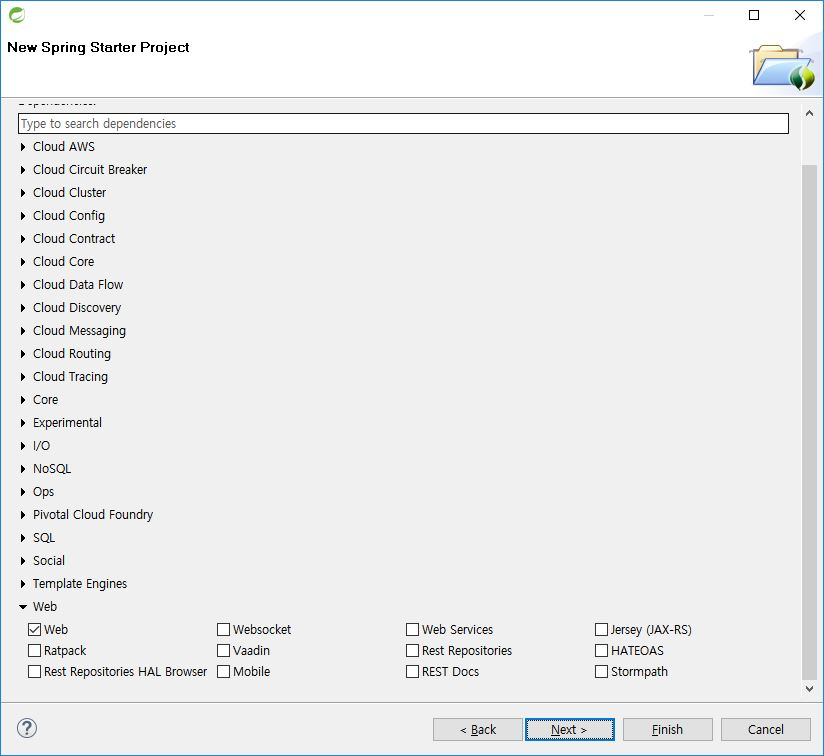 New Spring Starter Project
Dependencies:
Type to search dependencies
Cloud AWS
Cloud Circuit Breaker
Cloud Cluster
Cloud Config
Cloud Contract
Cloud Core
Cloud Data Flow
Cloud Discovery
Cloud Messaging
Cloud Routing
Cloud Tracing
Core
Experimental
I/O
NoSQL
Ops
Pivotal Cloud Foundry
SQL
Social
Template Engines
Web
Web Websocket Web Services Jersey (JAX-RS)
Ratpack Vaadin Rest Repositories HATEOAS
Rest Repositories HAL Browser Mobile REST Docs Stormpath
? < Back Next > Finish Cancel